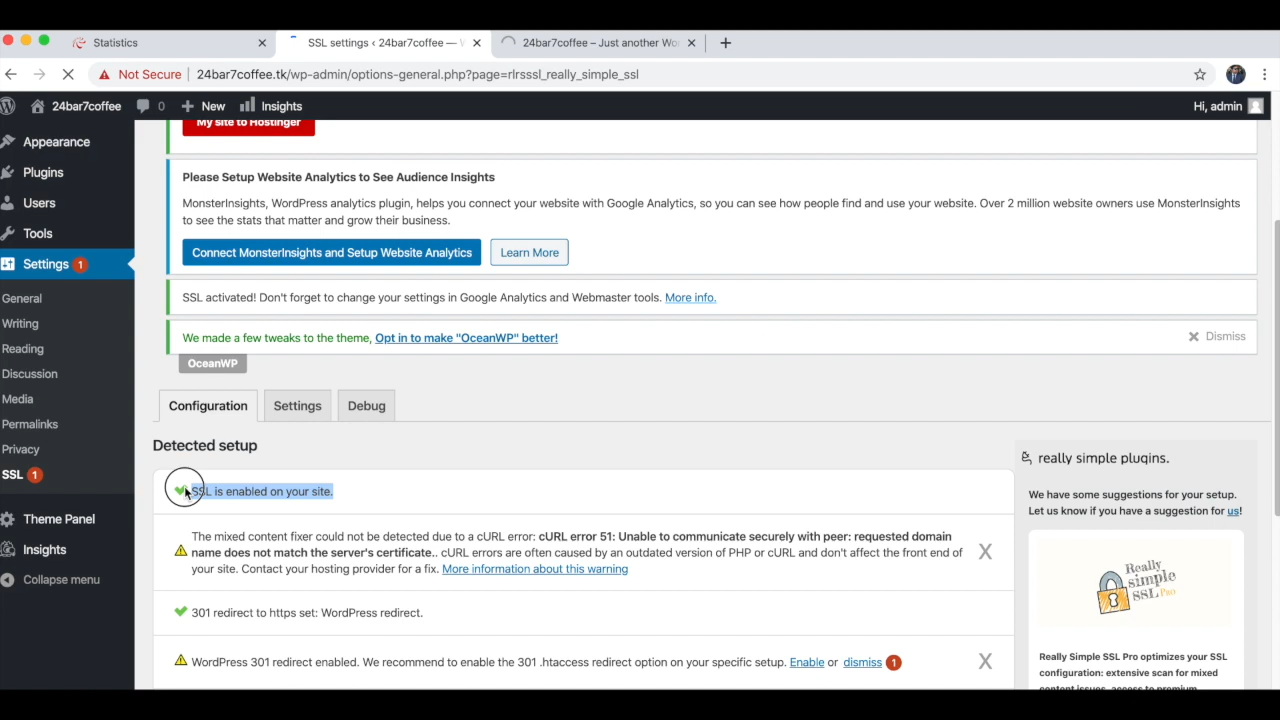 Statistics
SSL settings ‹ 24bar7coffee — W
24bar7coffee – Just another Wor
Not Secure
24bar7coffee.tk/wp-admin/options-general.php?page=rlrsssl_really_simple_ssl
24bar7coffee
0
New
Insights
Hi, admin
Appearance
Plugins
Users
Tools
Settings 1
General
Writing
Reading
Discussion
Media
Permalinks
Privacy
SSL 1
Theme Panel
Insights
Collapse menu
My site to Hostinger
Please Setup Website Analytics to See Audience Insights
MonsterInsights, WordPress analytics plugin, helps you connect your website with Google Analytics, so you can see how people find and use your website. Over 2 million website owners use MonsterInsights
to see the stats that matter and grow their business.
Connect MonsterInsights and Setup Website Analytics
Learn More
SSL activated! Don't forget to change your settings in Google Analytics and Webmaster tools. More info.
We made a few tweaks to the theme, Opt in to make "OceanWP" better!
Dismiss
OceanWP
Configuration
Settings
Debug
Detected setup
SSL is enabled on your site.
The mixed content fixer could not be detected due to a cURL error: cURL error 51: Unable to communicate securely with peer: requested domain
name does not match the server's certificate.. cURL errors are often caused by an outdated version of PHP or cURL and don't affect the front end of
your site. Contact your hosting provider for a fix. More information about this warning
301 redirect to https set: WordPress redirect.
WordPress 301 redirect enabled. We recommend to enable the 301 .htaccess redirect option on your specific setup. Enable or dismiss 1
really simple plugins.
We have some suggestions for your setup.
Let us know if you have a suggestion for us!
Really
simple
SSL Pro
Really Simple SSL Pro optimizes your SSL
configuration: extensive scan for mixed
content issues, access to premium